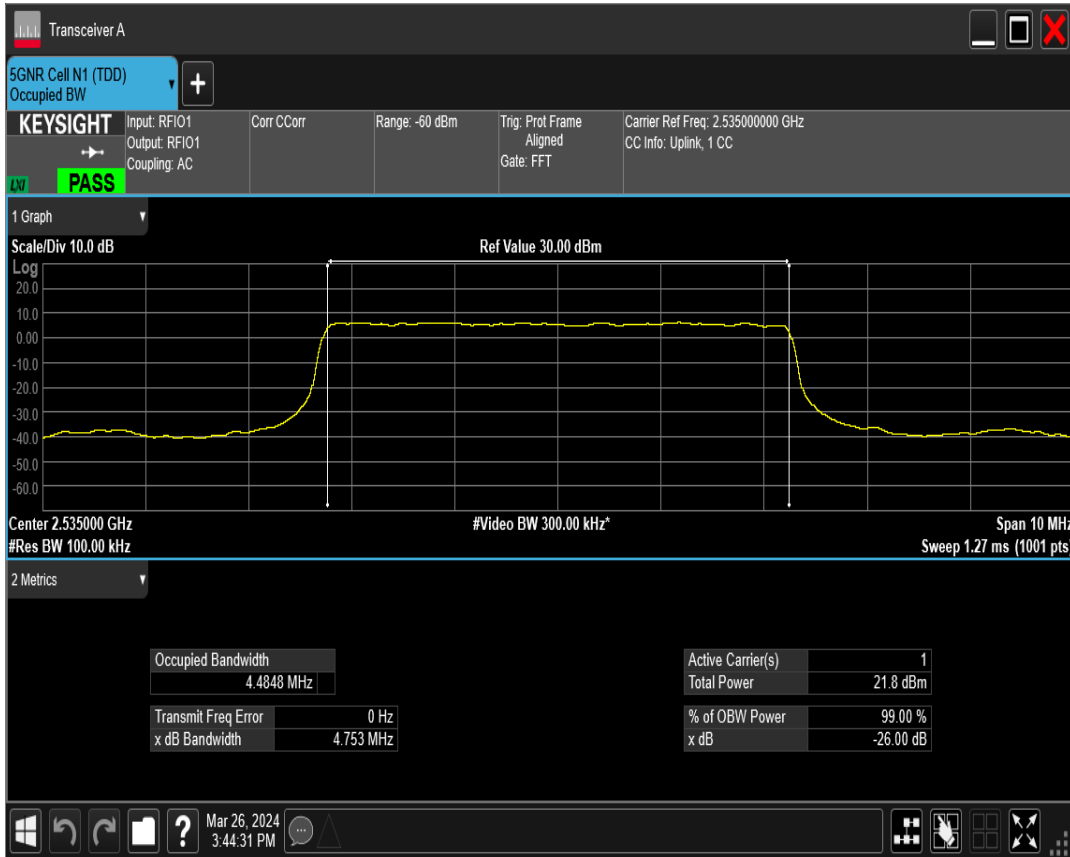 Transceiver A
5GNR Cell N1 (TDD)
Occupied BW
+
KEYSIGHT
LXI
PASS
Input: RFIO1
Output: RFIO1
Coupling: AC
Corr CCorr
Range: -60 dBm
Trig: Prot Frame
Aligned
Gate: FFT
Carrier Ref Freq: 2.535000000 GHz
CC Info: Uplink, 1 CC
1 Graph
Scale/Div 10.0 dB
Ref Value 30.00 dBm
Log
20.0
10.0
0.00
-10.0
-20.0
-30.0
-40.0
-50.0
-60.0
Center 2.535000 GHz
#Video BW 300.00 kHz*
Span 10 MHz
#Res BW 100.00 kHz
Sweep 1.27 ms (1001 pts)
2 Metrics
Occupied Bandwidth
4.4848 MHz
Transmit Freq Error 0 Hz
x dB Bandwidth 4.753 MHz
Active Carrier(s) 1
Total Power 21.8 dBm
% of OBW Power 99.00 %
x dB -26.00 dB
?
Mar 26, 2024
3:44:31 PM